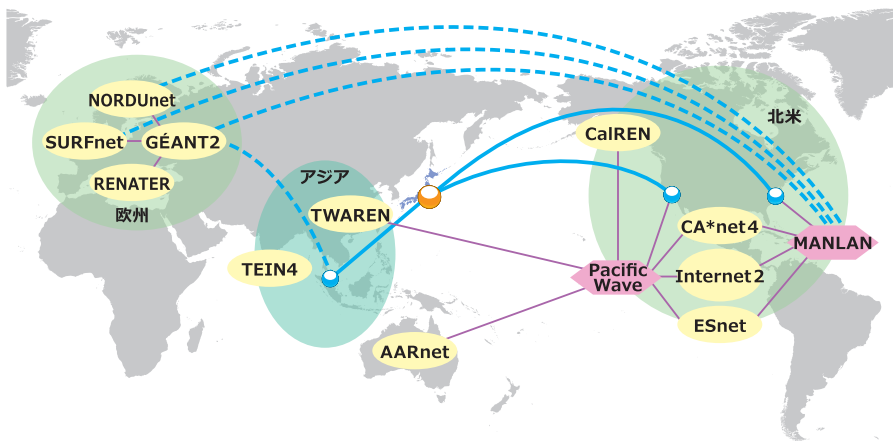 NORDUnet
SURFnet
GÉANT2
RENATER
欧州
アジア
TWAREN
TEIN4
AARnet
北米
CalREN
CA*net4
MANLAN
Pacific
Wave
Internet2
ESnet